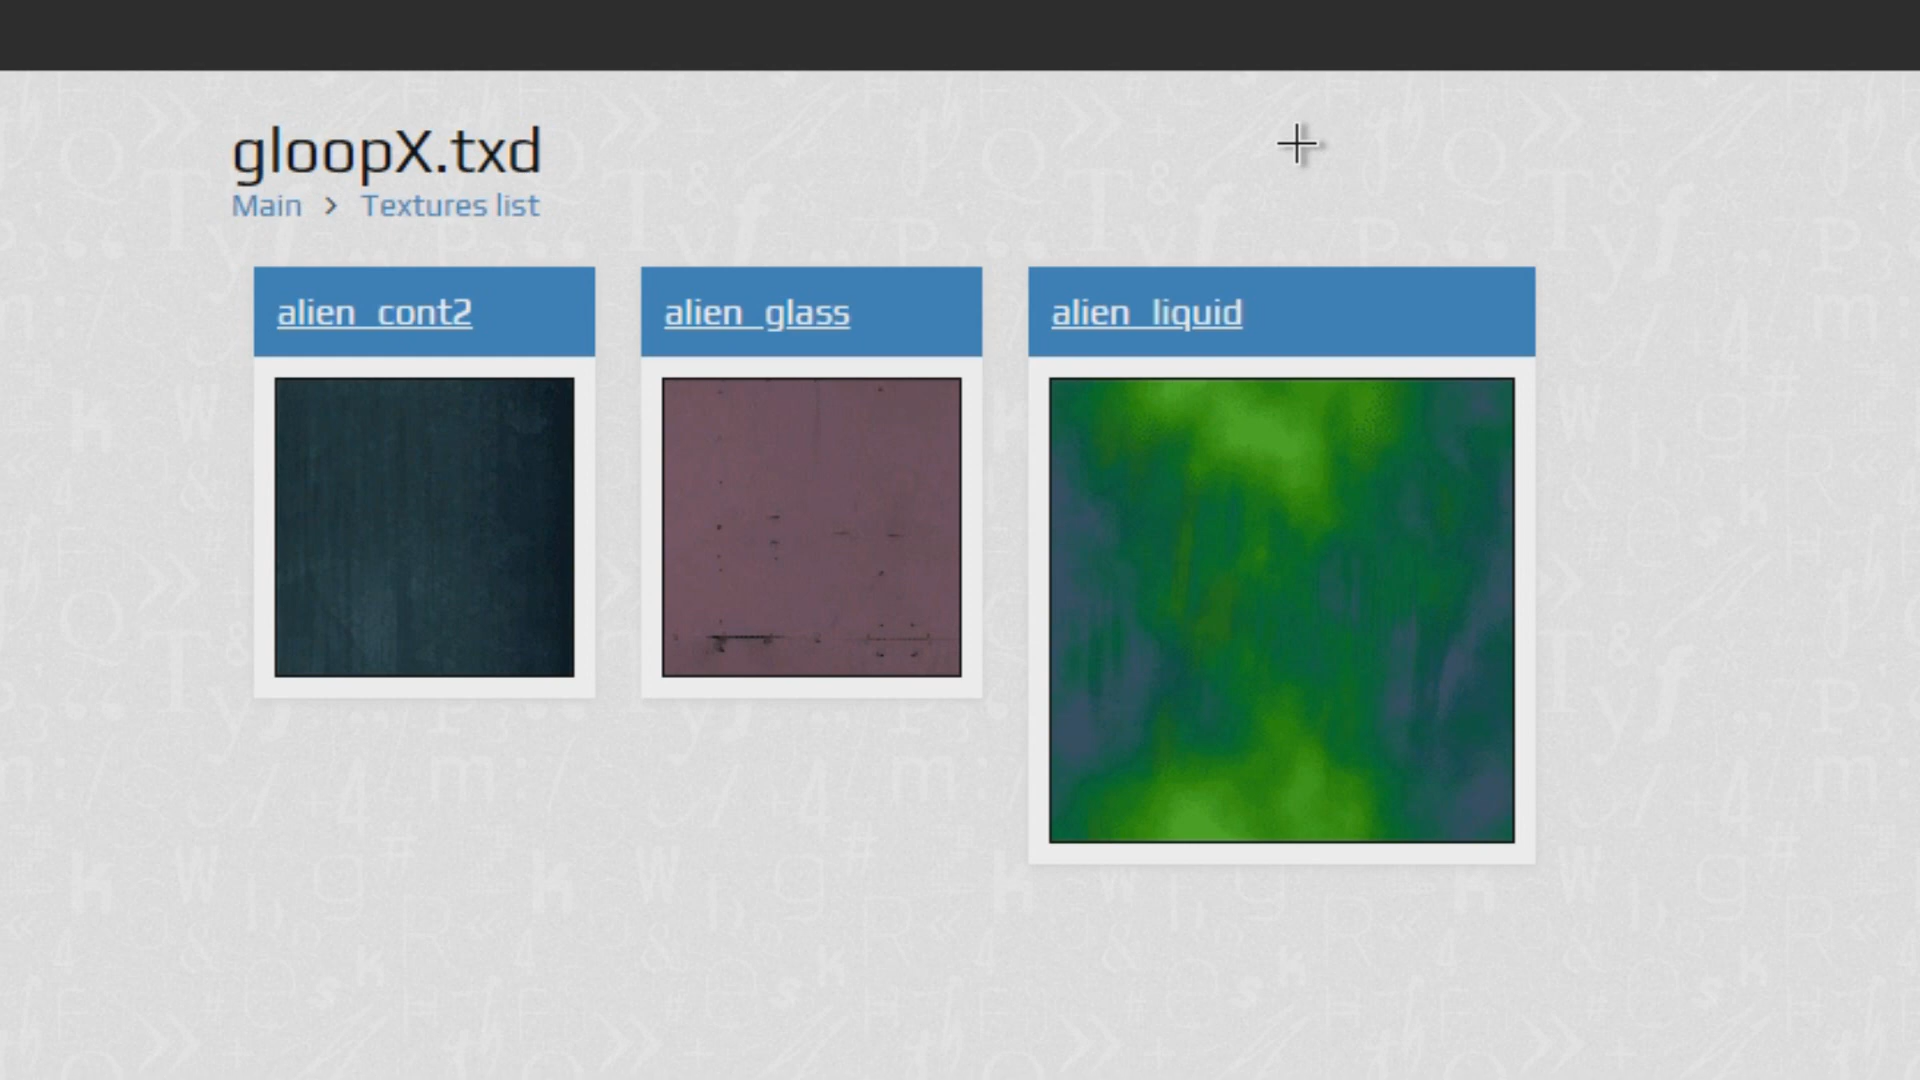 gloopX.txd
Main > Textures list
alien_cont2
alien_glass
alien_liquid